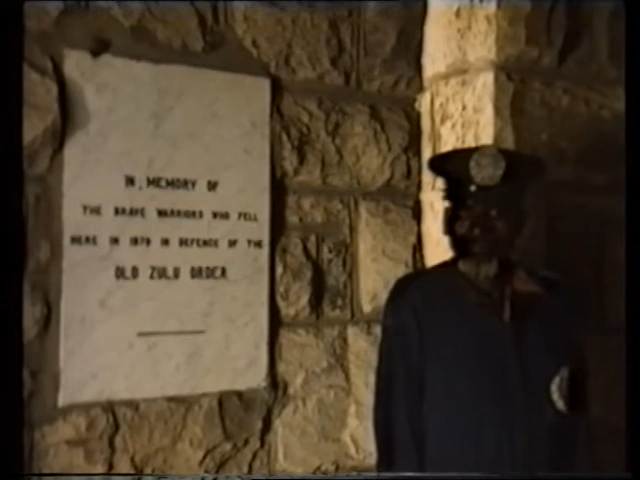 IN MEMORY OF
THE BRAVE WARRIORS WHO FELL
HERE IN 1879 IN DEFENCE OF THE
OLD ZULU ORDER